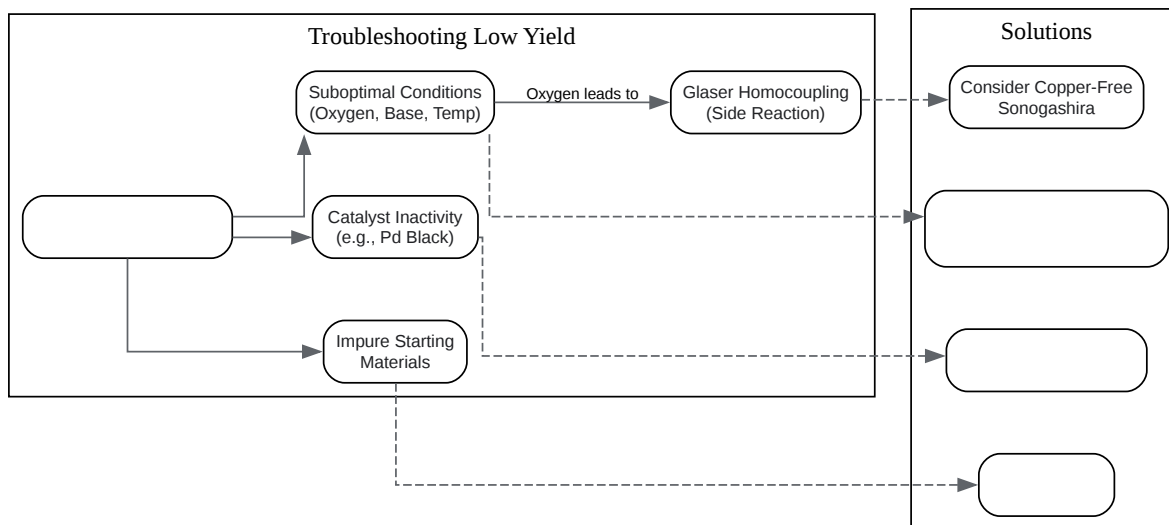 Troubleshooting Low Yield
Suboptimal Conditions
(Oxygen, Base, Temp)
Oxygen leads to
Glaser Homocoupling
(Side Reaction)
Catalyst Inactivity
(e.g., Pd Black)
Impure Starting
Materials
Solutions
Consider Copper-Free
Sonogashira